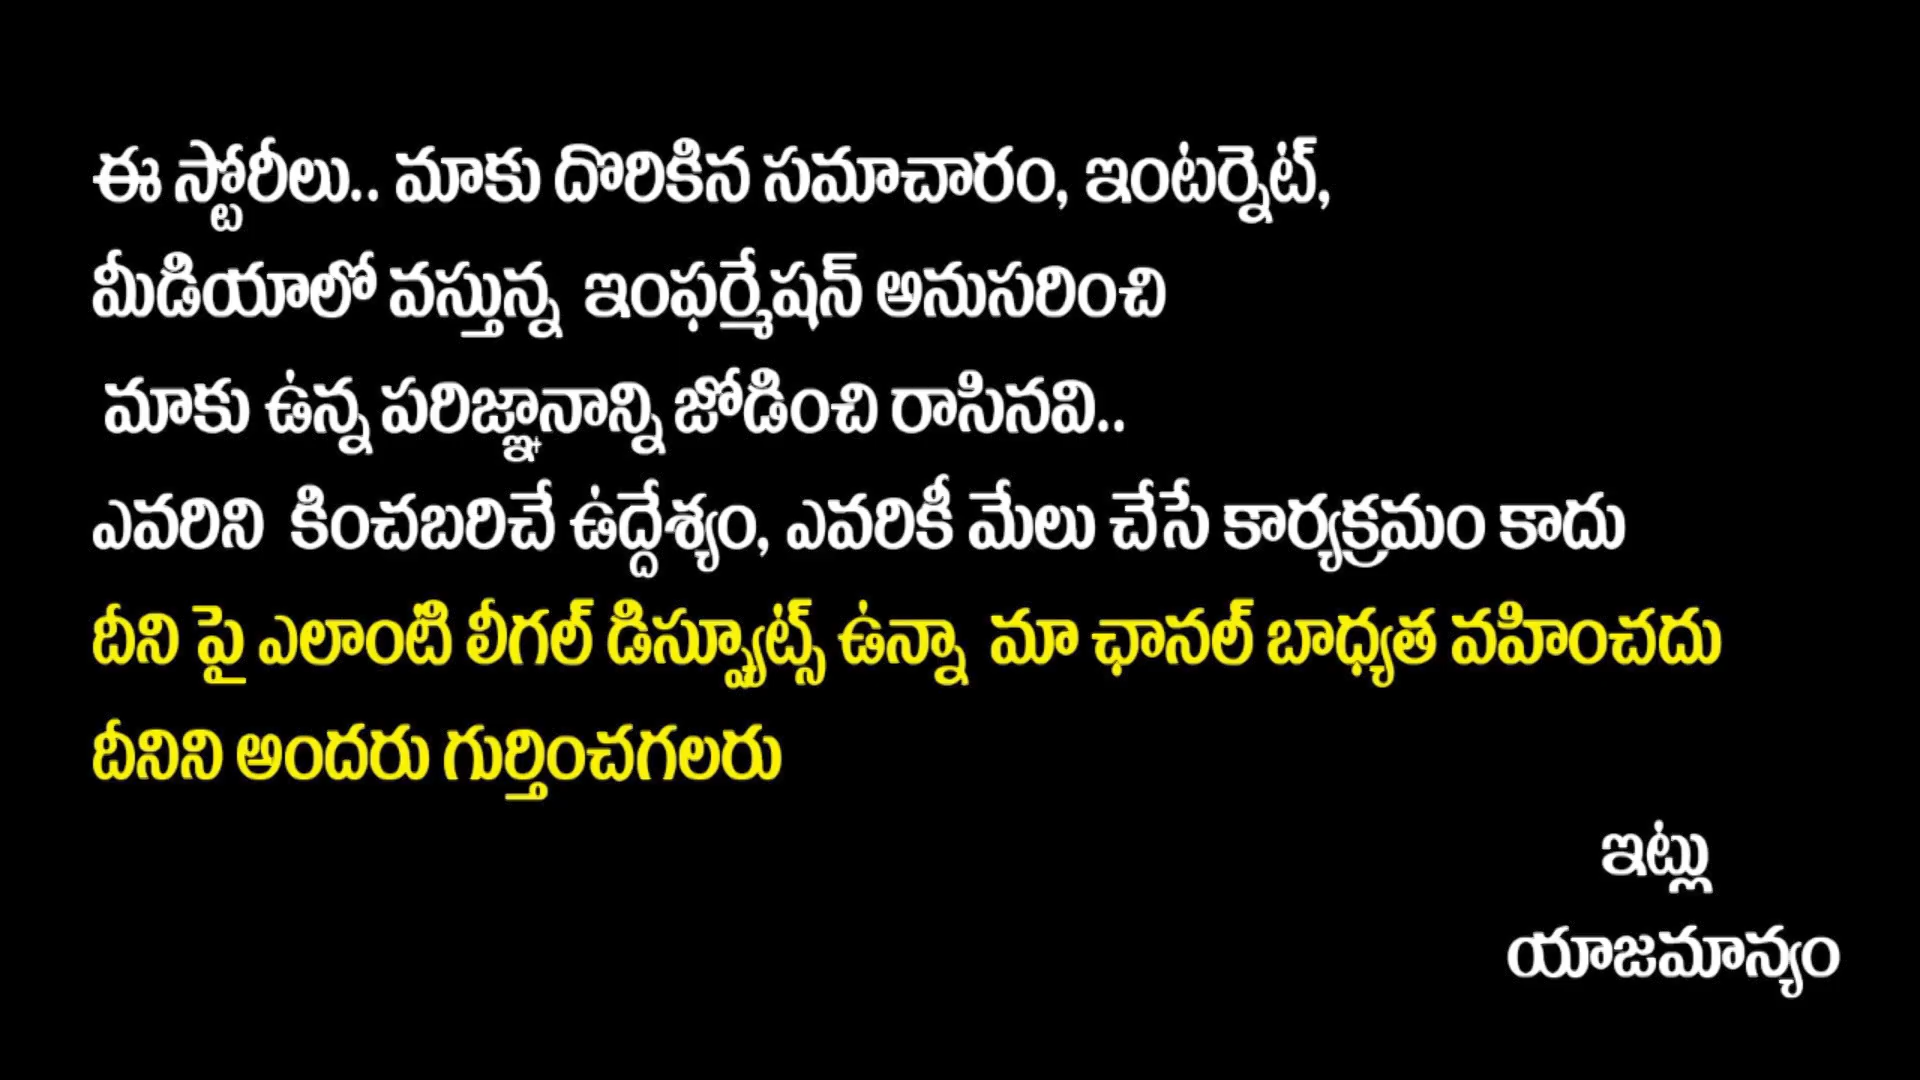 ఈ స్టోరీలు.. మాకు దొరికిన సమాచారం, ఇంటర్నెట్,
మీడియాలో వస్తున్న ఇంఫర్మేషన్ అనుసరించి
మాకు ఉన్న పరిజ్ఞానాన్ని జోడించి రాసినవి..
ఎవరిని కించబరిచే ఉద్దేశ్యం, ఎవరికీ మేలు చేసే కార్యక్రమం కాదు
దీని పై ఎలాంటి లీగల్ డిస్ప్యూట్స్ ఉన్నా మా ఛానల్ బాధ్యత వహించదు
దీనిని అందరు గుర్తించగలరు
ఇట్లు
యాజమాన్యం